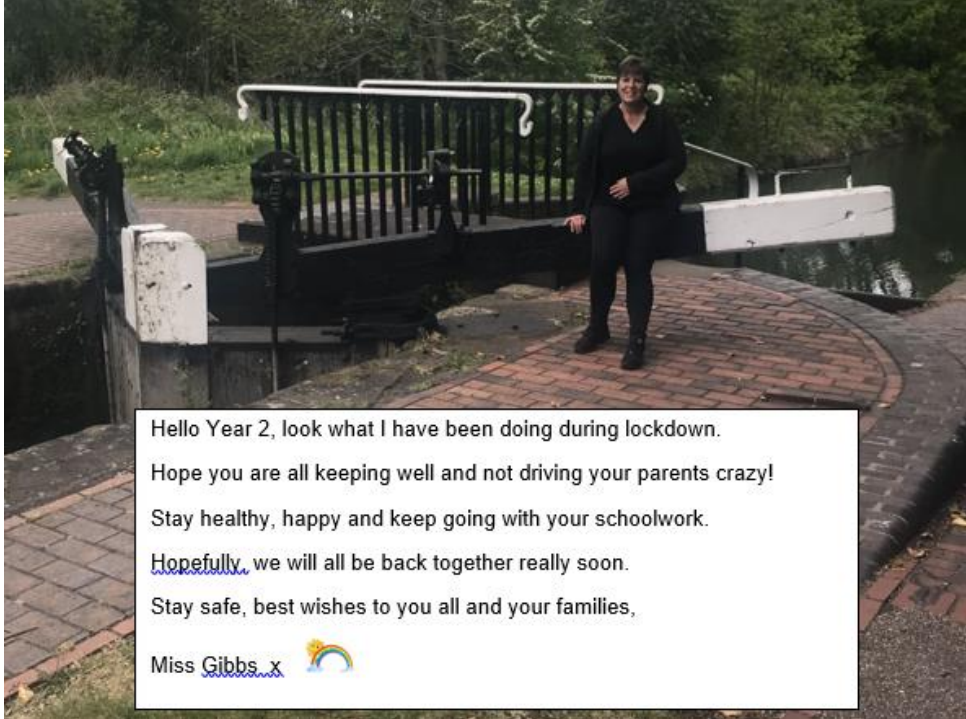 Hello Year 2, look what I have been doing during lockdown.
Hope you are all keeping well and not driving your parents crazy!
Stay healthy, happy and keep going with your schoolwork.
Hopefully, we will all be back together really soon.
Stay safe, best wishes to you all and your families,
Miss Gibbs x